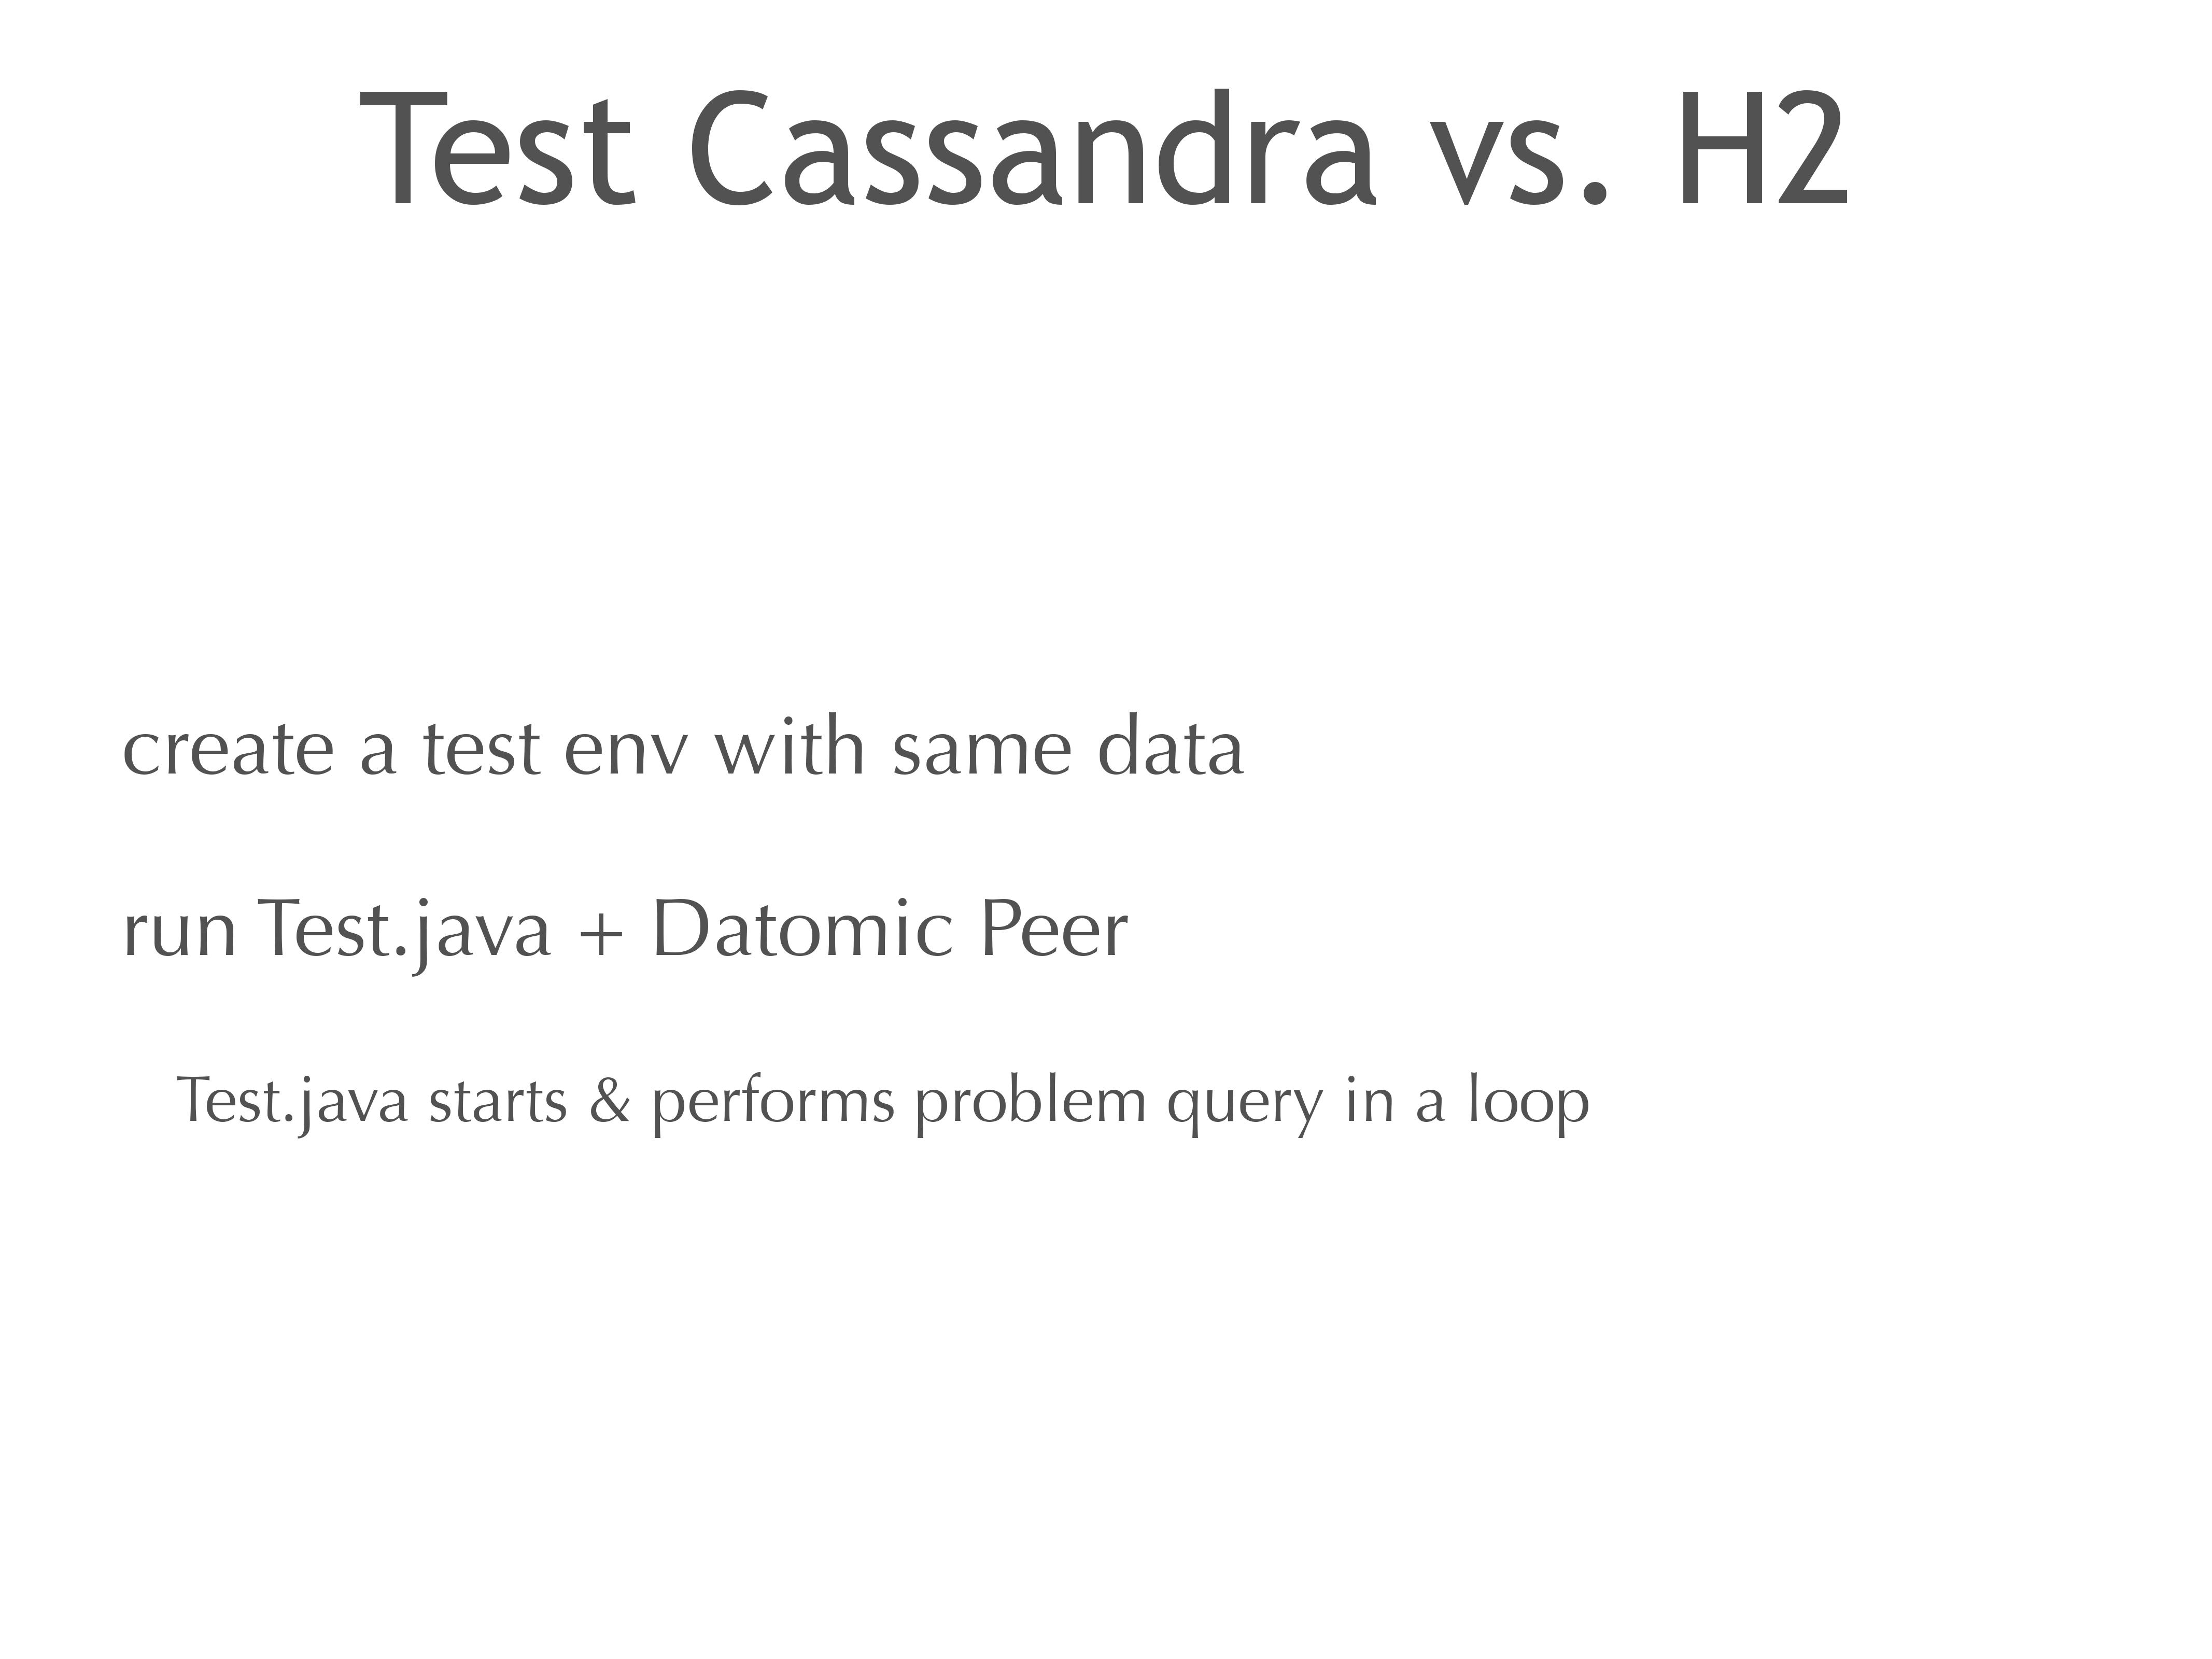 Test Cassandra vs. H2
create a test env with same data
run Test.java + Datomic Peer
Test.java starts & performs problem query in a loop